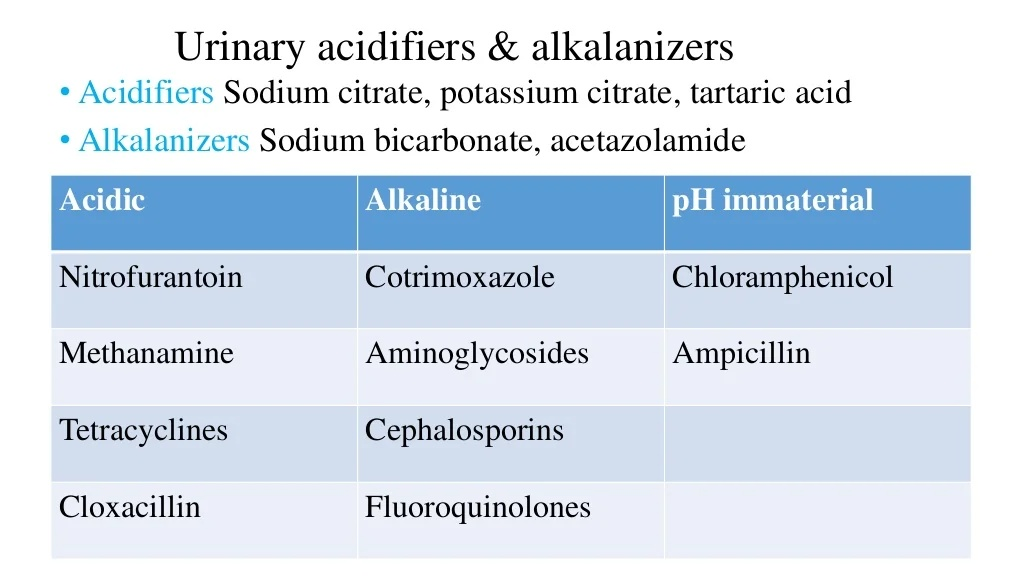 Urinary acidifiers & alkalanizers
• Acidifiers Sodium citrate, potassium citrate, tartaric acid
• Alkalanizers Sodium bicarbonate, acetazolamide
Acidic Alkaline pH immaterial
Nitrofurantoin Cotrimoxazole Chloramphenicol
Methanamine Aminoglycosides Ampicillin
Tetracyclines Cephalosporins
Cloxacillin Fluoroquinolones